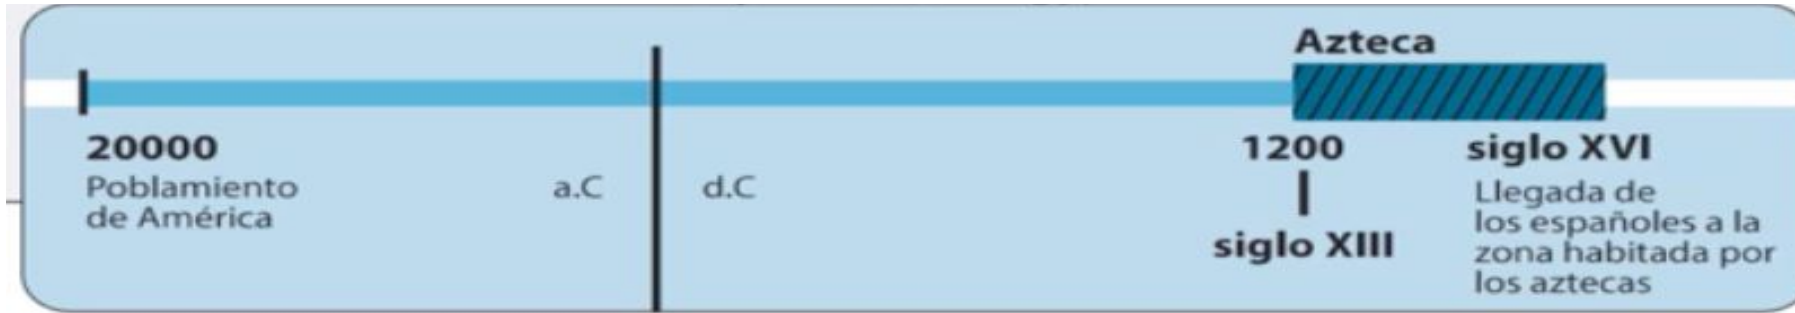 Azteca
20000
Poblamiento
de América
a.C
d.C
1200
siglo XIII
siglo XVI
Llegada de
los españoles a la
zona habitada por
los aztecas